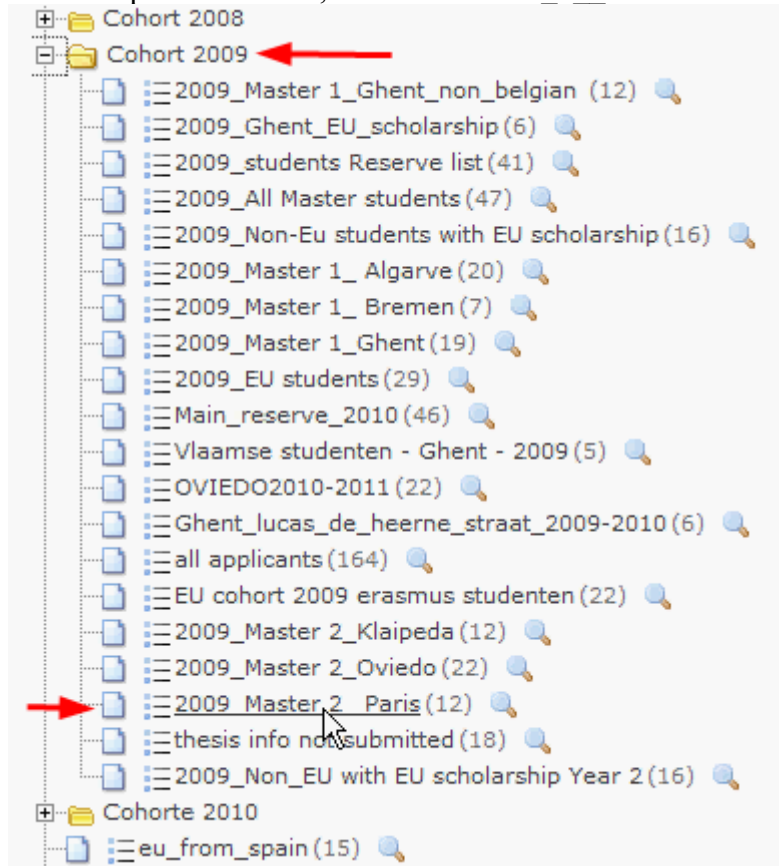 Cohort 2008
Cohort 2009
2009_Master 1_Ghent_non_belgian (12)
2009_Ghent_EU_scholarship (6)
2009_students Reserve list (41)
2009_All Master students (47)
2009_Non-Eu students with EU scholarship (16)
2009_Master 1_ Algarve (20)
2009_Master 1_ Bremen (7)
2009_Master 1_Ghent (19)
2009_EU students (29)
Main_reserve_2010 (46)
Vlaamse studenten - Ghent - 2009 (5)
OVIEDO2010-2011 (22)
Ghent_lucas_de_heerne_straat_2009-2010 (6)
all applicants (164)
EU cohort 2009 erasmus studenten (22)
2009_Master 2_Klaipeda (12)
2009_Master 2_Oviedo (22)
2009_Master 2_ Paris (12)
thesis info not submitted (18)
2009_Non_EU with EU scholarship Year 2 (16)
Cohorte 2010
eu_from_spain (15)